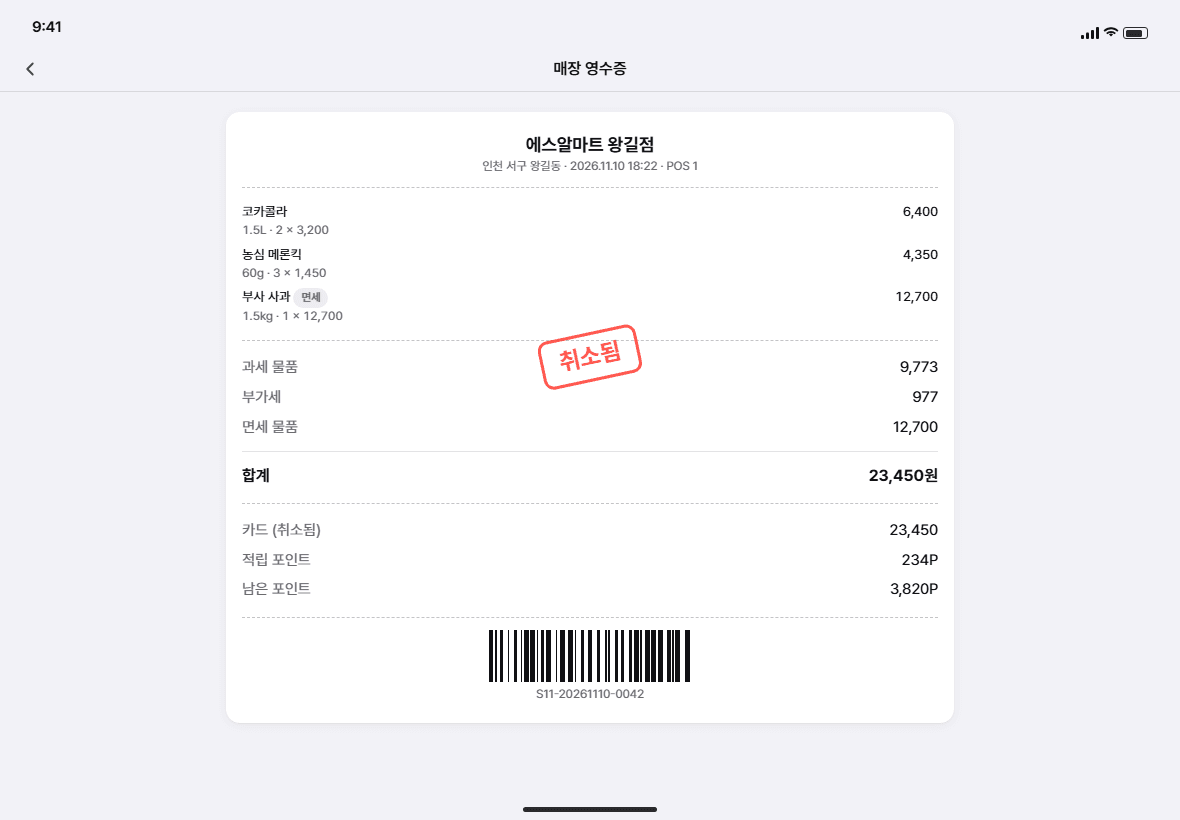 9:41
매장 영수증
에스알마트 왕길점
인천 서구 왕길동 · 2026.11.10 18:22 · POS 1
코카콜라 6,400
1.5L · 2 × 3,200
농심 메론킥 4,350
60g · 3 × 1,450
부사 사과 면세 12,700
1.5kg · 1 × 12,700
취소됨
과세 물품 9,773
부가세 977
면세 물품 12,700
합계 23,450원
카드 (취소됨) 23,450
적립 포인트 234P
남은 포인트 3,820P
S11-20261110-0042